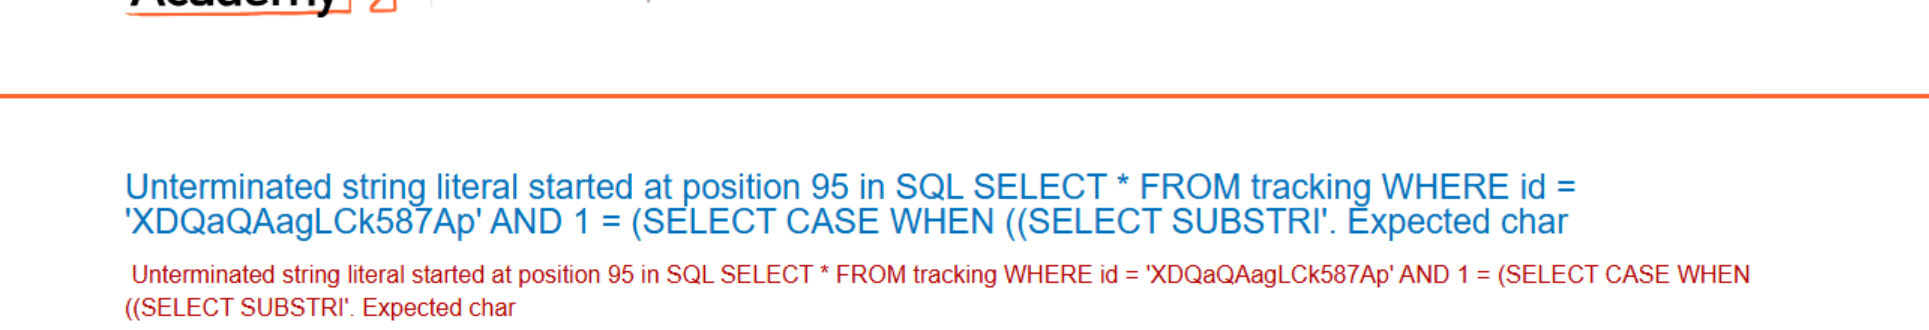 Academy
Unterminated string literal started at position 95 in SQL SELECT * FROM tracking WHERE id =
'XDQaQAagLCk587Ap' AND 1 = (SELECT CASE WHEN ((SELECT SUBSTRI'. Expected char
Unterminated string literal started at position 95 in SQL SELECT * FROM tracking WHERE id = 'XDQaQAagLCk587Ap' AND 1 = (SELECT CASE WHEN
((SELECT SUBSTRI'. Expected char